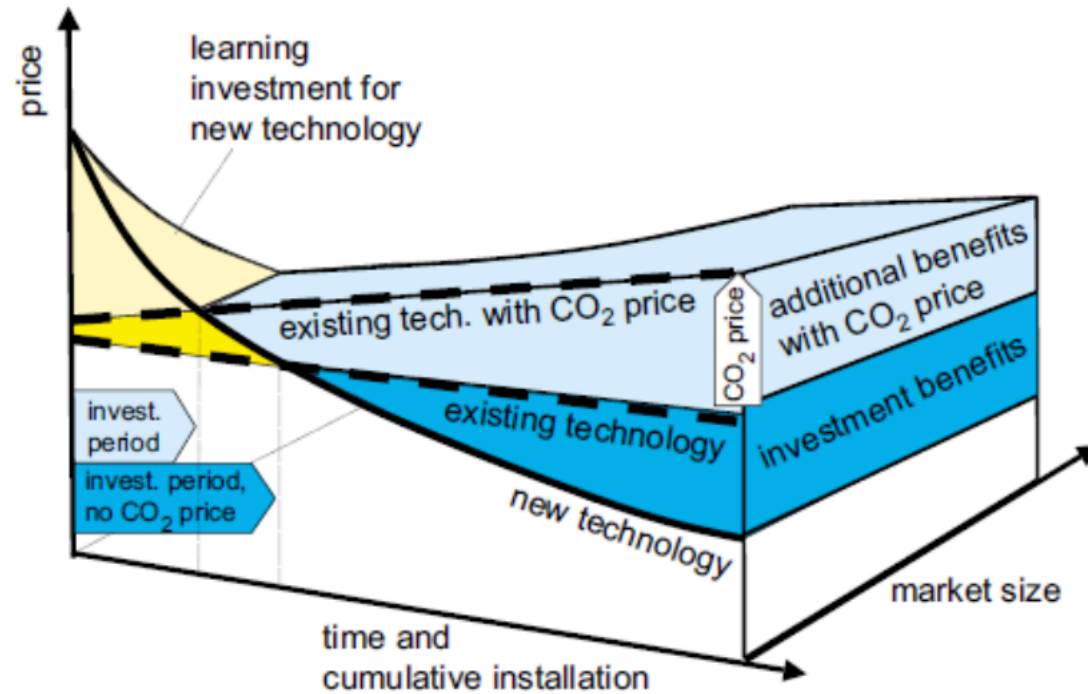 price
learning
investment for
new technology
existing tech. with CO₂ price
CO₂ price
additional benefits
with CO₂ price
invest.
period
existing technology
investment benefits
invest. period,
no CO₂ price
new technology
market size
time and
cumulative installation